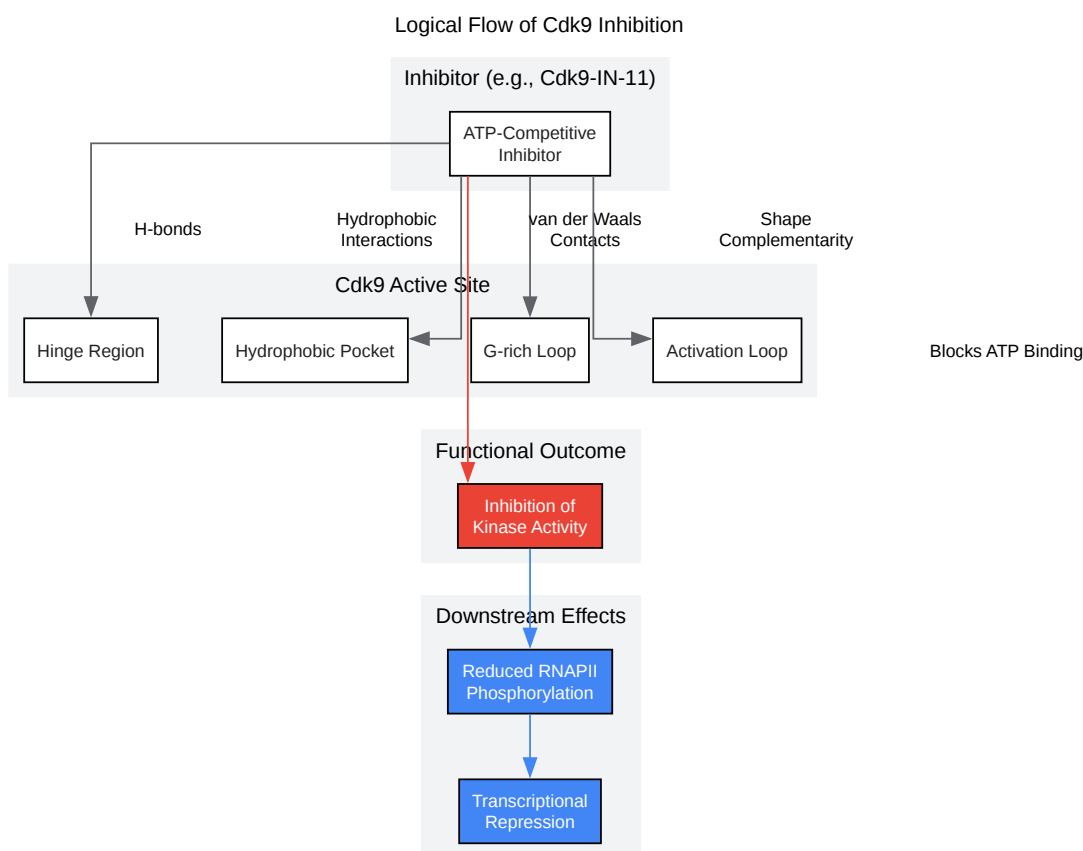 Logical Flow of Cdk9 Inhibition
Inhibitor (e.g., Cdk9-IN-11)
ATP-Competitive
Inhibitor
H-bonds
Hydrophobic
Interactions
van der Waals
Contacts
Shape
Complementarity
Cdk9 Active Site
Hinge Region
Hydrophobic Pocket
G-rich Loop
Activation Loop
Blocks ATP Binding
Functional Outcome
Inhibition of
Kinase Activity
Downstream Effects
Reduced RNAPII
Phosphorylation
Transcriptional
Repression